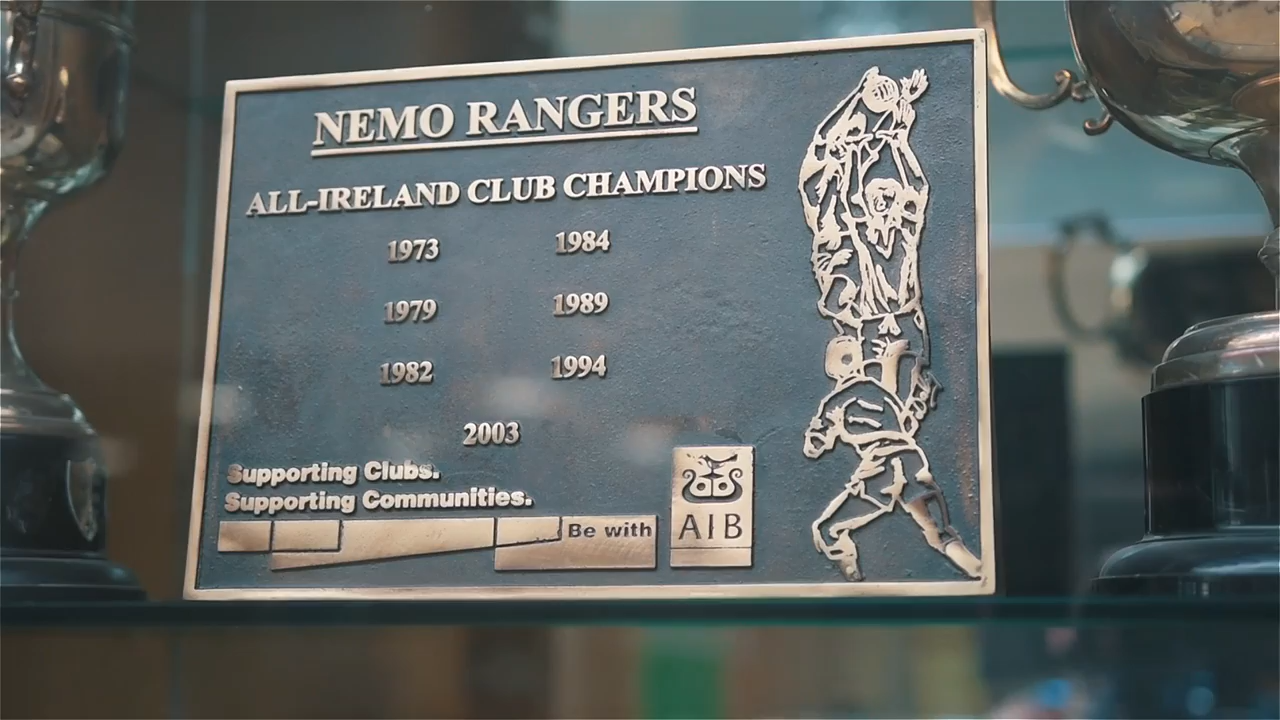 NEMO RANGERS
ALL-IRELAND CLUB CHAMPIONS
1973 1984
1979 1989
1982 1994
2003
Supporting Clubs.
Supporting Communities.
Be with
AIB